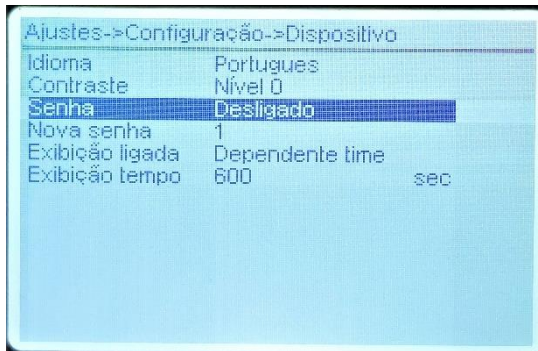 Ajustes->Configuração->Dispositivo
Idioma Portugues
Contraste Nível 0
Senha Desligado
Nova senha 1
Exibição ligada Dependente time
Exibição tempo 600 sec